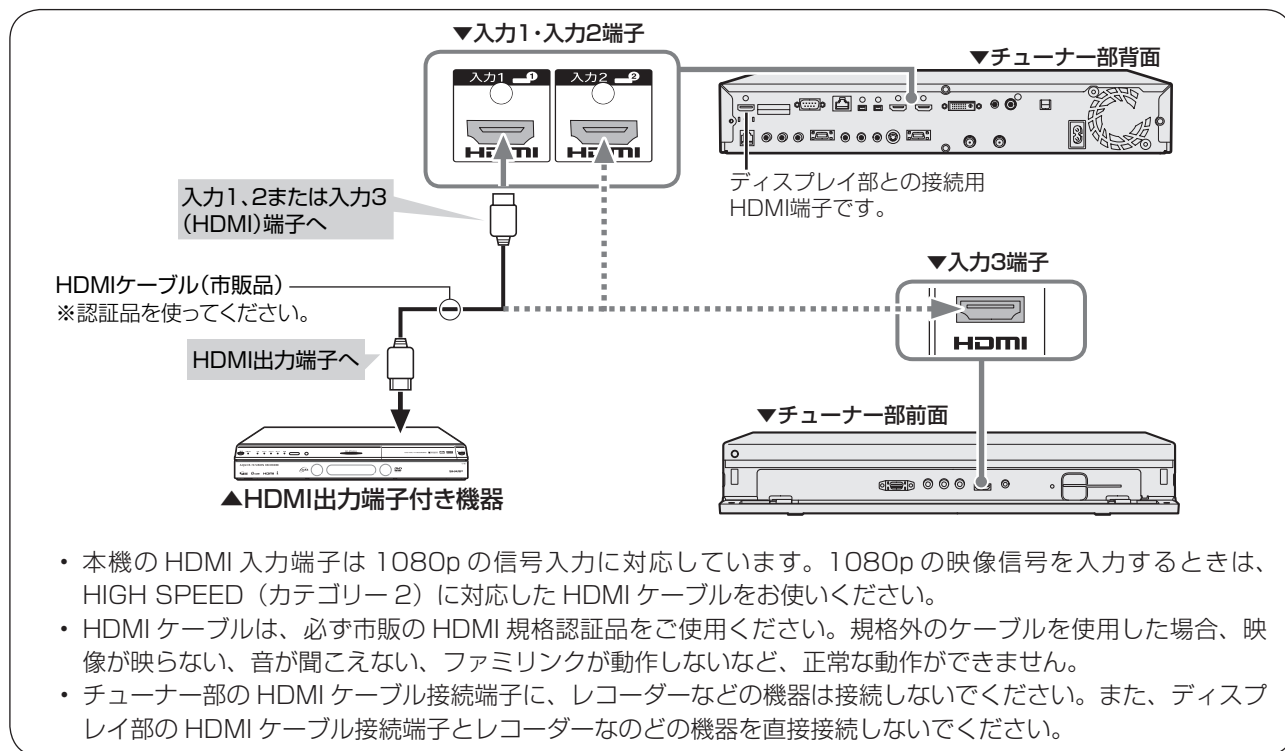 ▼入力1・入力2端子
入力1 ❶
入力2 ❷
HDMI
HDMI
▼チューナー部背面
ディスプレイ部との接続用
HDMI端子です。
入力1、2または入力3
(HDMI)端子へ
HDMIケーブル(市販品)
※認証品を使ってください。
HDMI出力端子へ
▼入力3端子
HDMI
▼チューナー部前面
▲HDMI出力端子付き機器
・ 本機の HDMI 入力端子は 1080p の信号入力に対応しています。1080p の映像信号を入力するときは、
HIGH SPEED(カテゴリー 2)に対応した HDMI ケーブルをお使いください。
・ HDMI ケーブルは、必ず市販の HDMI 規格認証品をご使用ください。規格外のケーブルを使用した場合、映
像が映らない、音が聞こえない、ファミリンクが動作しないなど、正常な動作ができません。
・ チューナー部の HDMI ケーブル接続端子に、レコーダーなどの機器は接続しないでください。また、ディスプ
レイ部の HDMI ケーブル接続端子とレコーダーなのどの機器を直接接続しないでください。